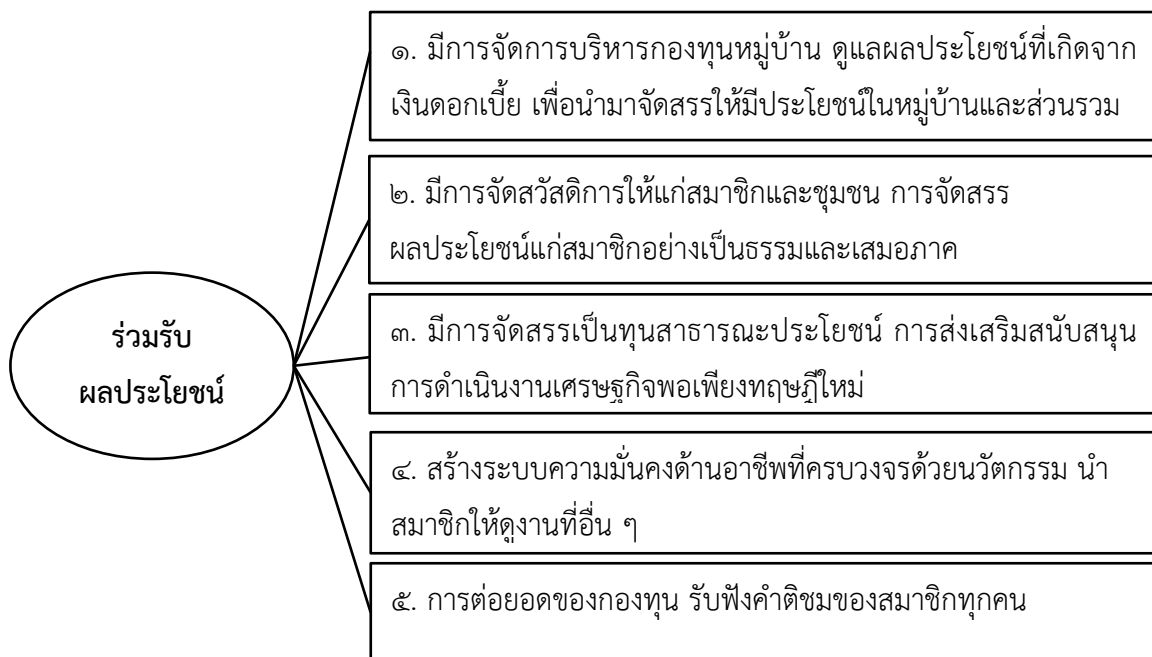 ๑. มีการจัดการบริหารกองทุนหมู่บ้าน ดูแลผลประโยชน์ที่เกิดจาก
เงินดอกเบี้ย เพื่อนำมาจัดสรรให้มีประโยชน์ในหมู่บ้านและส่วนรวม
๒. มีการจัดสวัสดิการให้แก่สมาชิกและชุมชน การจัดสรร
ผลประโยชน์แก่สมาชิกอย่างเป็นธรรมและเสมอภาค
ร่วมรับ
ผลประโยชน์
๓. มีการจัดสรรเป็นทุนสาธารณะประโยชน์ การส่งเสริมสนับสนุน
การดำเนินงานเศรษฐกิจพอเพียงทฤษฎีใหม่
๔. สร้างระบบความมั่นคงด้านอาชีพที่ครบวงจรด้วยนวัตกรรม นำ
สมาชิกให้ดูงานที่อื่น ๆ
๕. การต่อยอดของกองทุน รับฟังคำติชมของสมาชิกทุกคน